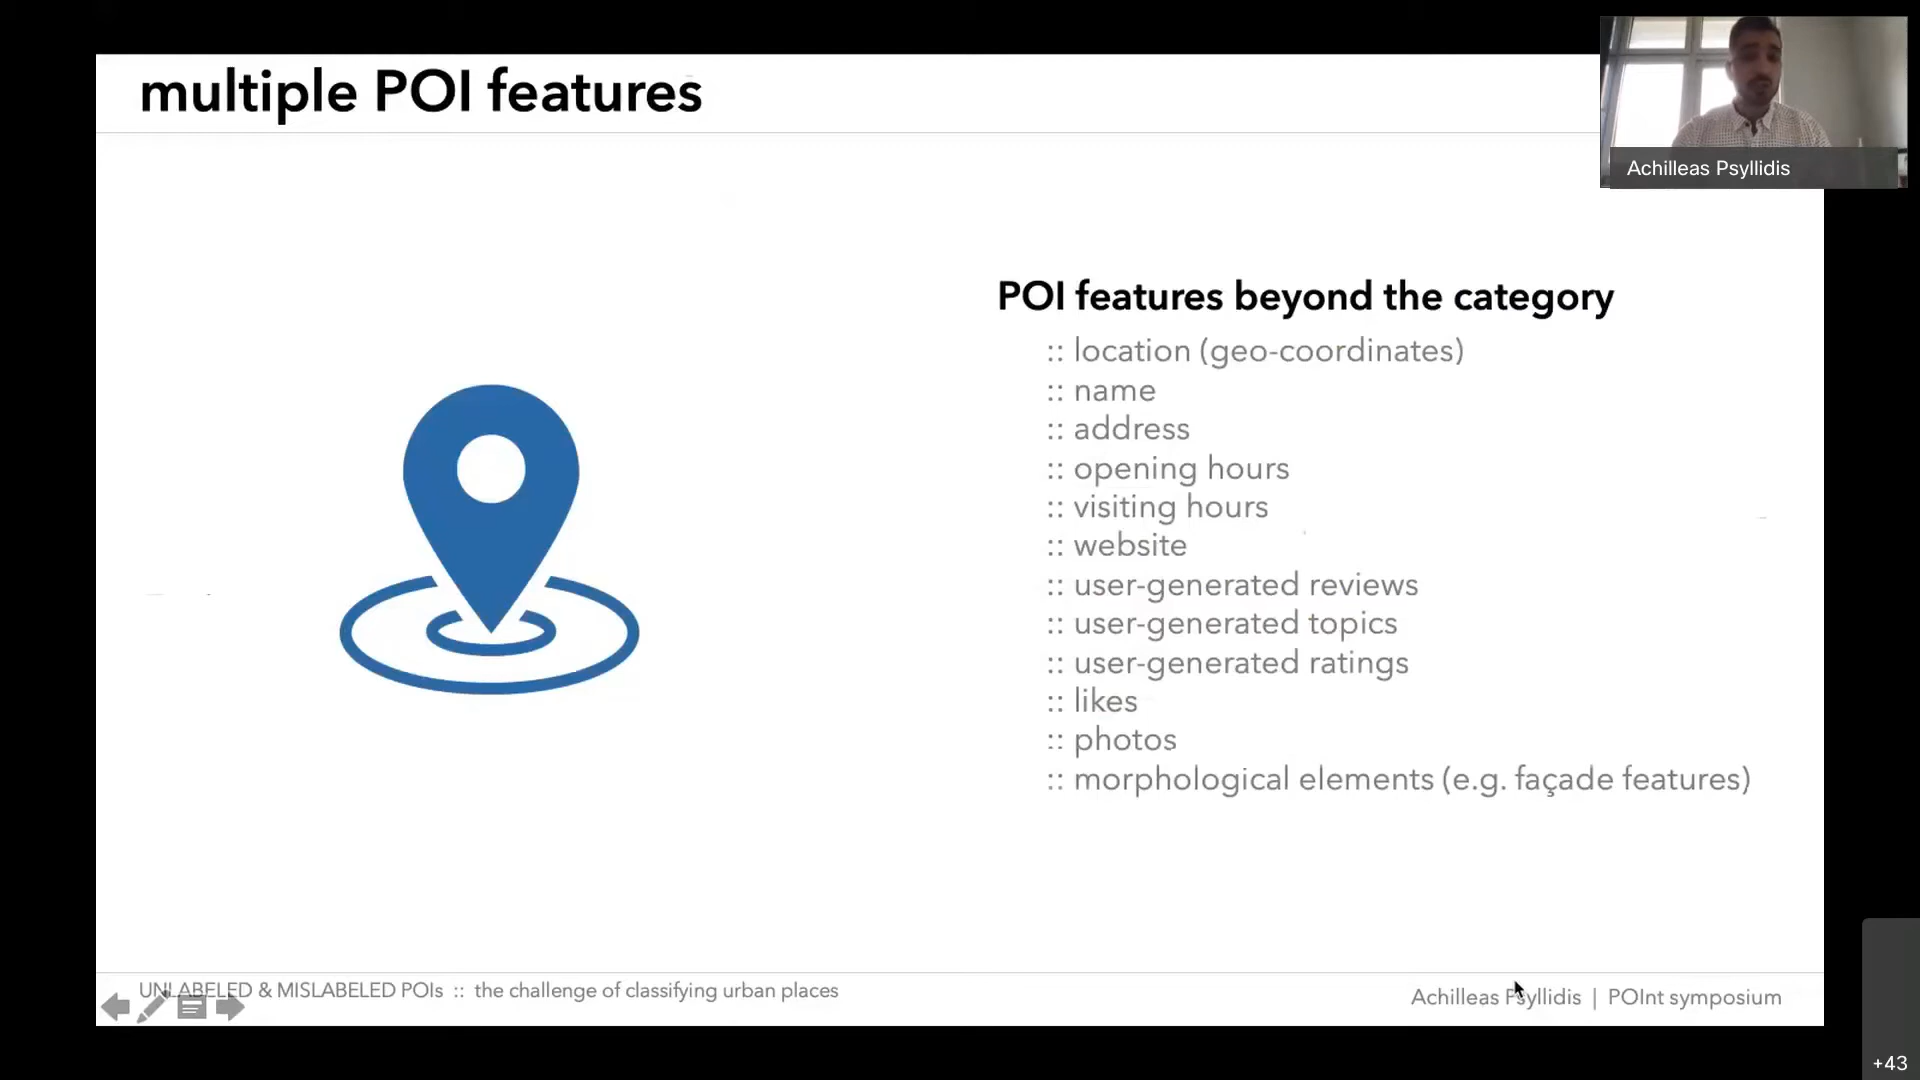 multiple POI features
Achilleas Psyllidis
POI features beyond the category
:: location (geo-coordinates)
:: name
:: address
:: opening hours
:: visiting hours
:: website
:: user-generated reviews
:: user-generated topics
:: user-generated ratings
:: likes
:: photos
:: morphological elements (e.g. façade features)
UNLABELED & MISLABELED POIs :: the challenge of classifying urban places
Achilleas Psyllidis | POInt symposium
+43